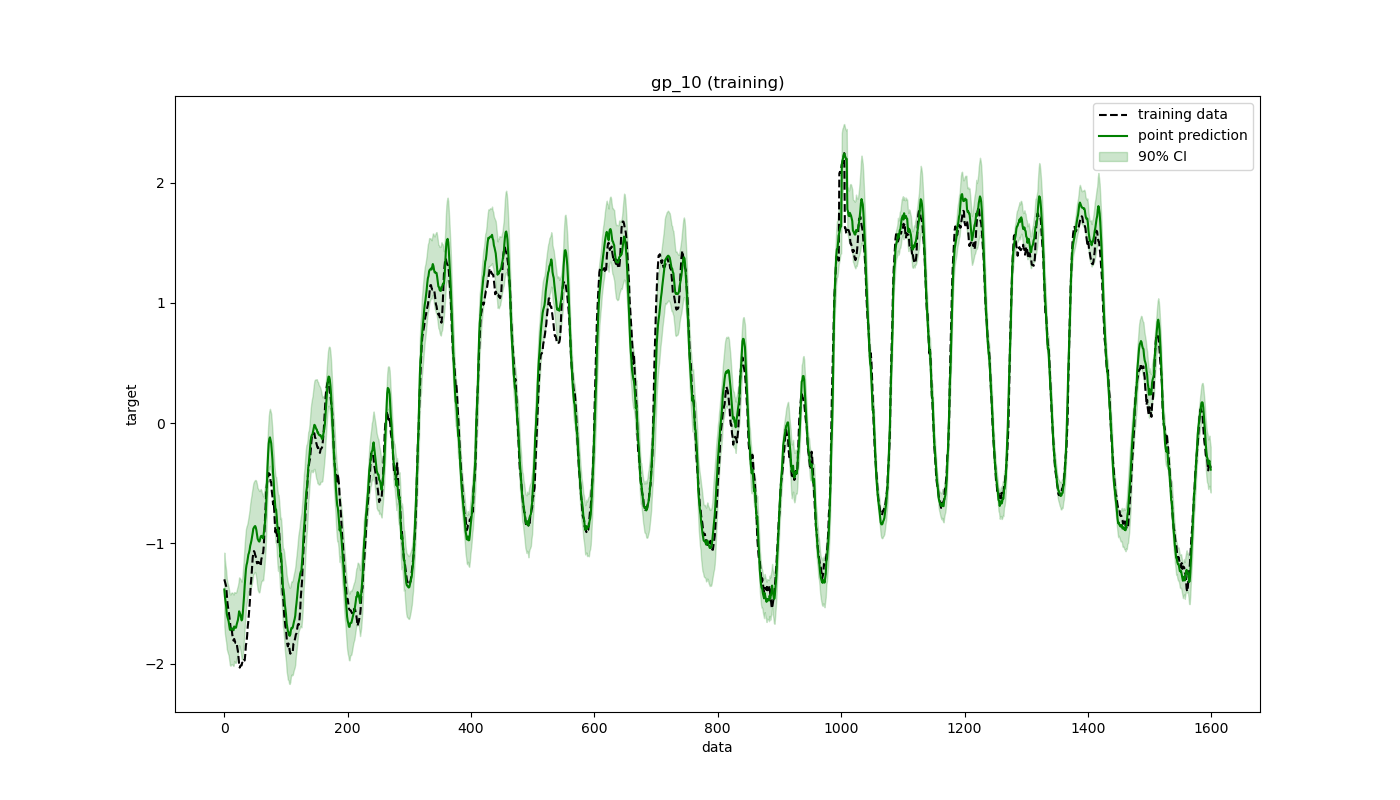 gp_10 (training)
training data
point prediction
90% CI
target
2
1
0
−1
−2
0 200 400 600 800 1000 1200 1400 1600
data